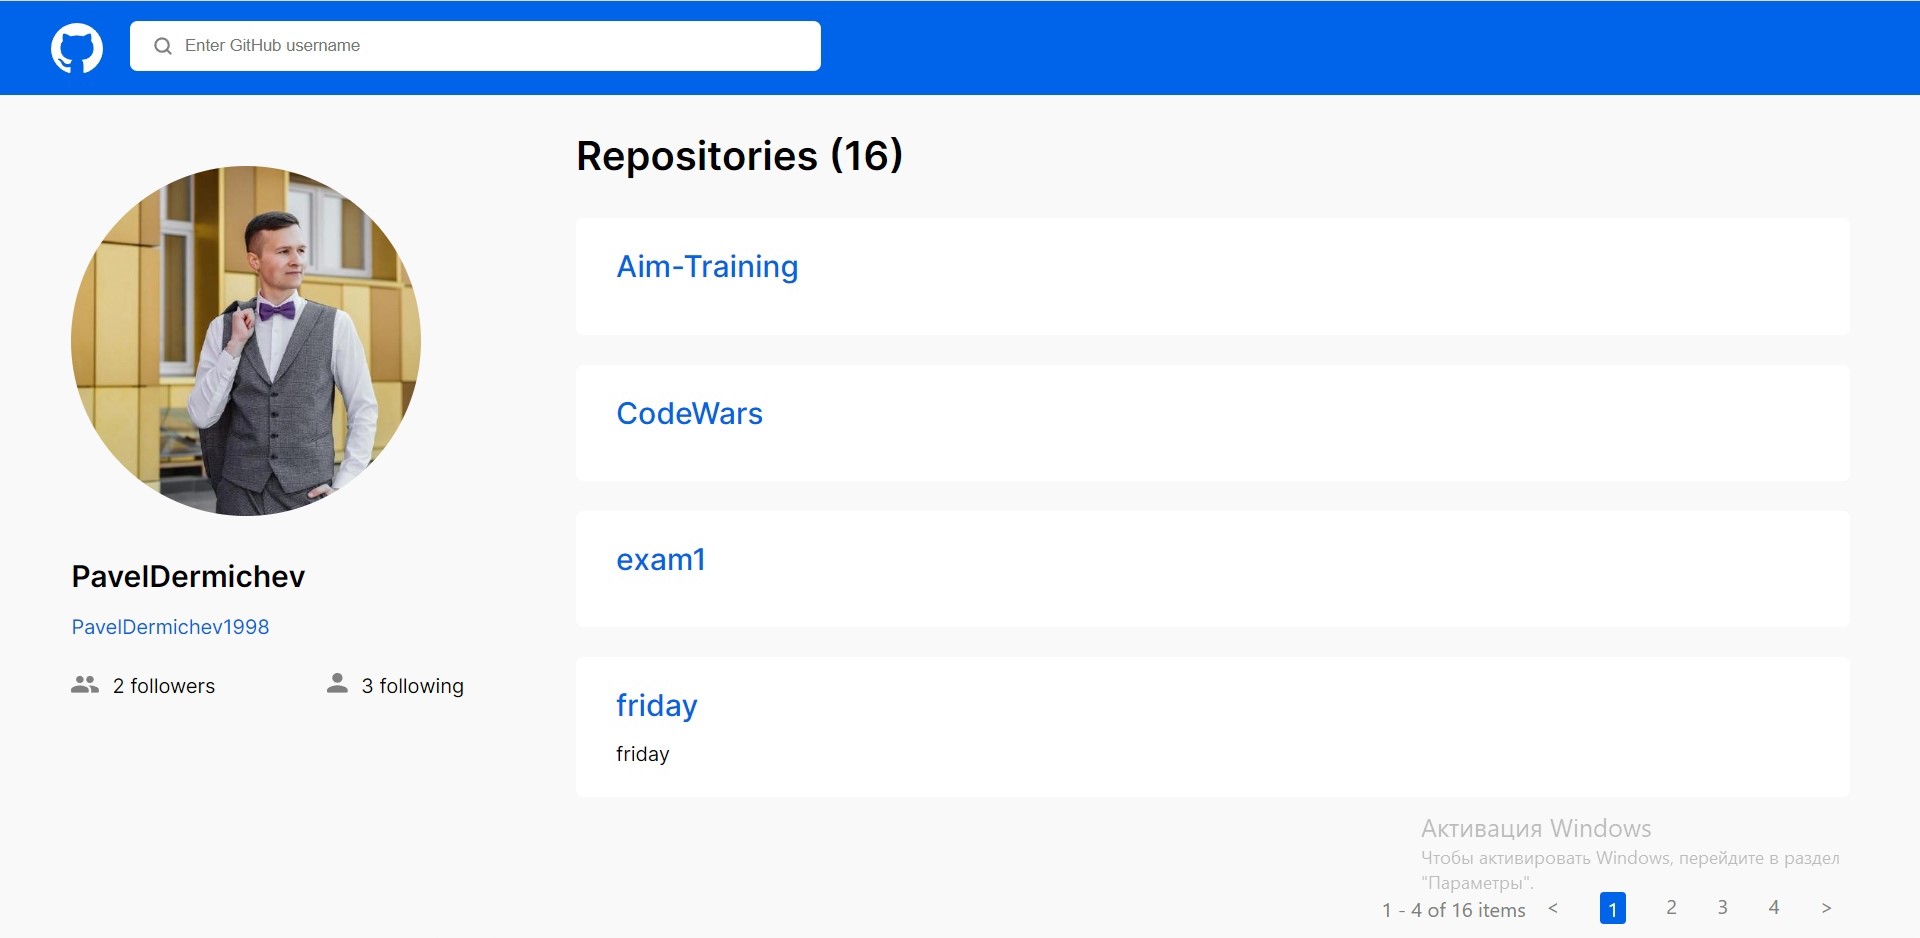 Enter GitHub username
Repositories (16)
Aim-Training
CodeWars
exam1
friday
friday
PavelDermichev
PavelDermichev1998
2 followers
3 following
Активация Windows
Чтобы активировать Windows, перейдите в раздел
"Параметры".
1 - 4 of 16 items < 1 2 3 4 >